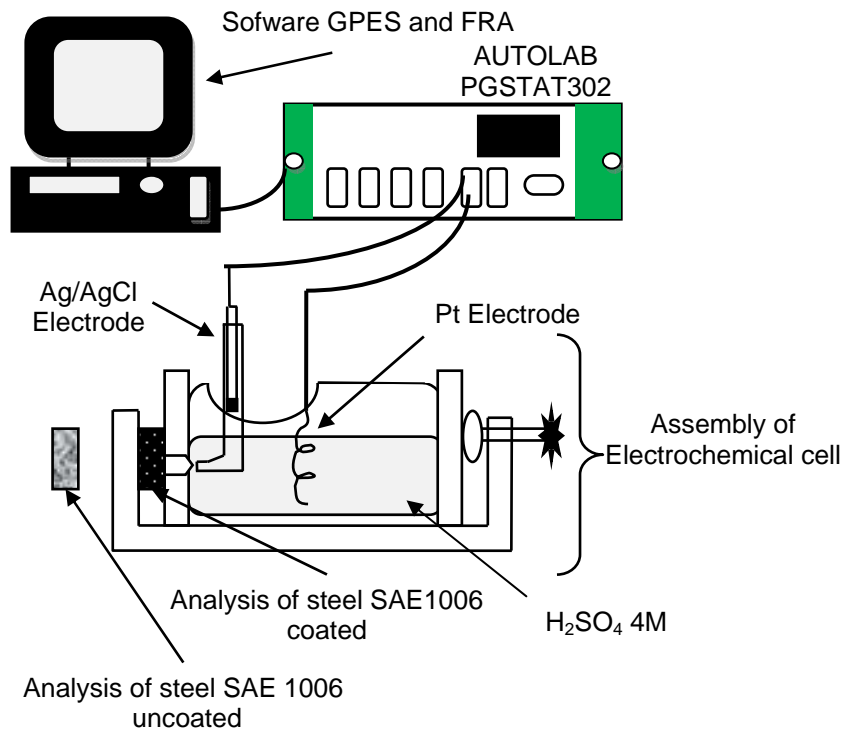 Sofware GPES and FRA
AUTOLAB
PGSTAT302
Ag/AgCl
Electrode
Pt Electrode
Assembly of
Electrochemical cell
Analysis of steel SAE1006
coated
H₂SO₄ 4M
Analysis of steel SAE 1006
uncoated